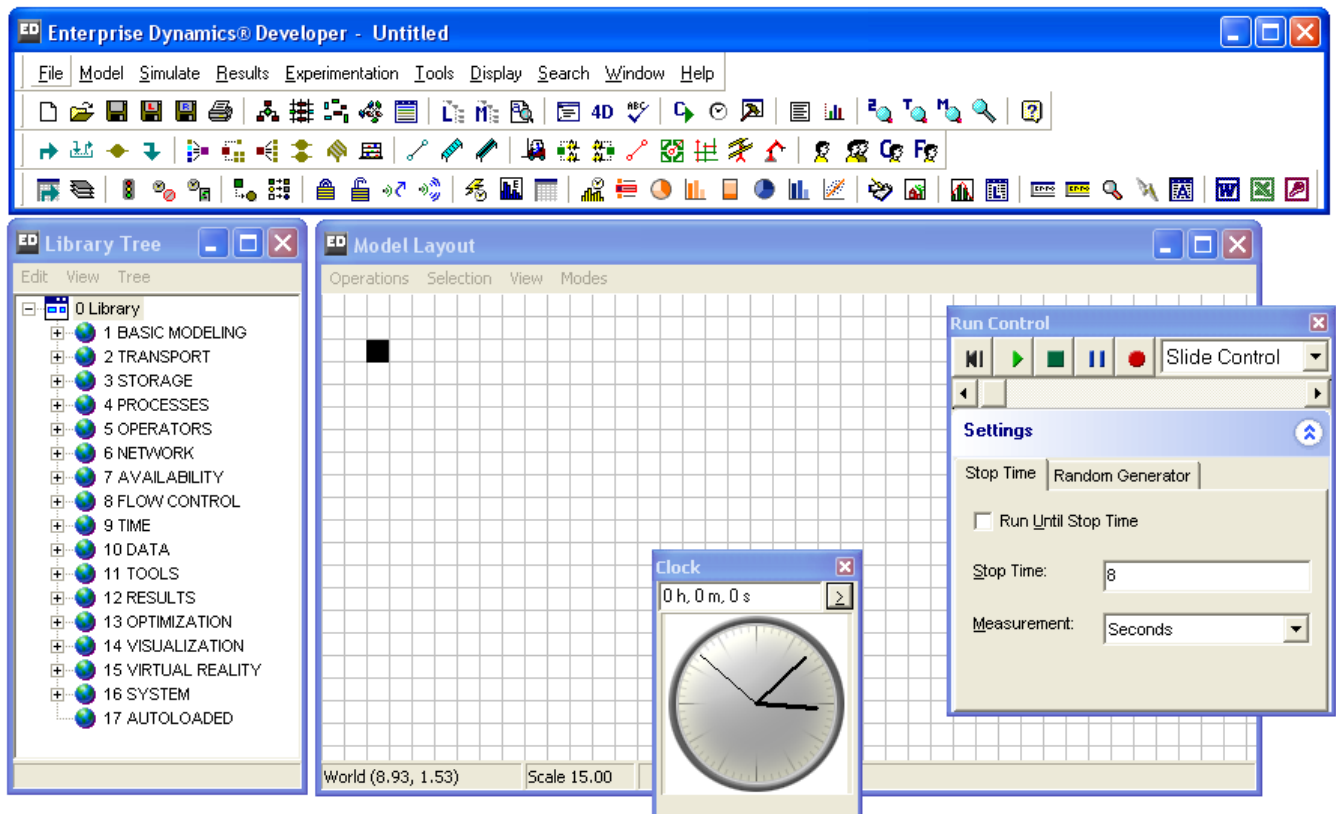 ED Enterprise Dynamics® Developer - Untitled
File Model Simulate Results Experimentation Tools Display Search Window Help
4D ABC
ED Library Tree
Edit View Tree
0 Library
1 BASIC MODELING
2 TRANSPORT
3 STORAGE
4 PROCESSES
5 OPERATORS
6 NETWORK
7 AVAILABILITY
8 FLOW CONTROL
9 TIME
10 DATA
11 TOOLS
12 RESULTS
13 OPTIMIZATION
14 VISUALIZATION
15 VIRTUAL REALITY
16 SYSTEM
17 AUTOLOADED
ED Model Layout
Operations Selection View Modes
World (8.93, 1.53) Scale 15.00
Run Control
Slide Control
Settings
Stop Time Random Generator
Run Until Stop Time
Stop Time: 8
Measurement: Seconds
Clock
0 h, 0 m, 0 s >